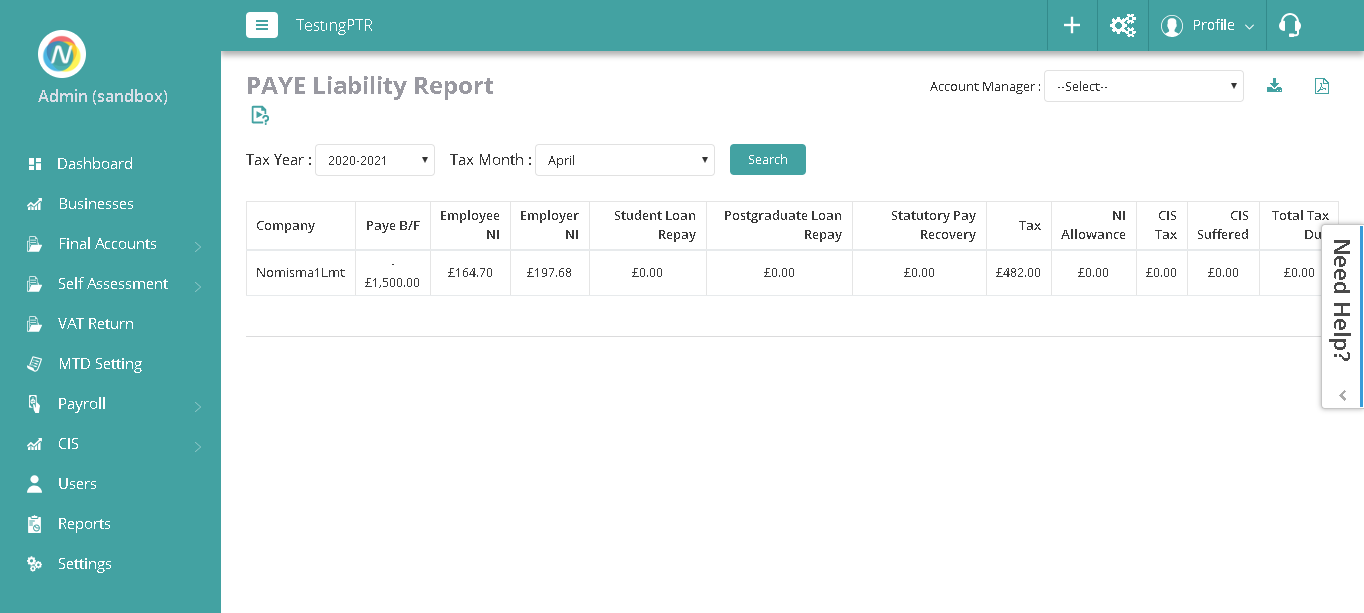 TestingPTR
Profile
N
Admin (sandbox)
Dashboard
Businesses
Final Accounts
Self Assessment
VAT Return
MTD Setting
Payroll
CIS
Users
Reports
Settings
PAYE Liability Report
Account Manager : --Select--
?
Tax Year : 2020-2021 Tax Month : April Search
Company Paye B/F Employee NI Employer NI Student Loan Repay Postgraduate Loan Repay Statutory Pay Recovery Tax NI Allowance CIS Tax CIS Suffered Total Tax Du
Nomisma1Lmt -£1,500.00 £164.70 £197.68 £0.00 £0.00 £0.00 £482.00 £0.00 £0.00 £0.00 £0.00
Need Help?